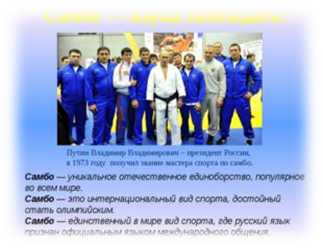 Самбо — наука побеждать!
Путин Владимир Владимирович – президент России,
в 1973 году получил звание мастера спорта по самбо.
Самбо — уникальное отечественное единоборство, популярное
во всем мире.
Самбо — это интернациональный вид спорта, достойный
стать олимпийским.
Самбо — единственный в мире вид спорта, где русский язык
признан официальным языком международного общения.